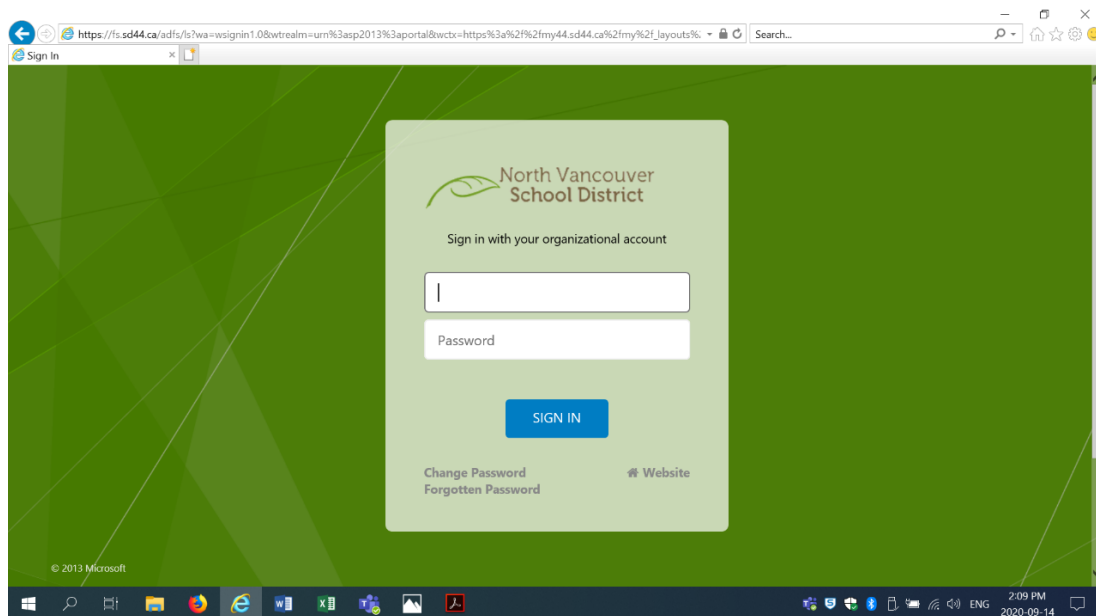 https://fs.sd44.ca/adfs/ls?wa=wsignin1.0&wtrealm=urn%3asp2013%3aportal&wctx=https%3a%2f%2fmy44.sd44.ca%2fmy%2f_layouts%
Search...
Sign In
North Vancouver
School District
Sign in with your organizational account
Password
SIGN IN
Change Password
Website
Forgotten Password
© 2013 Microsoft
ENG
2:09 PM
2020-09-14